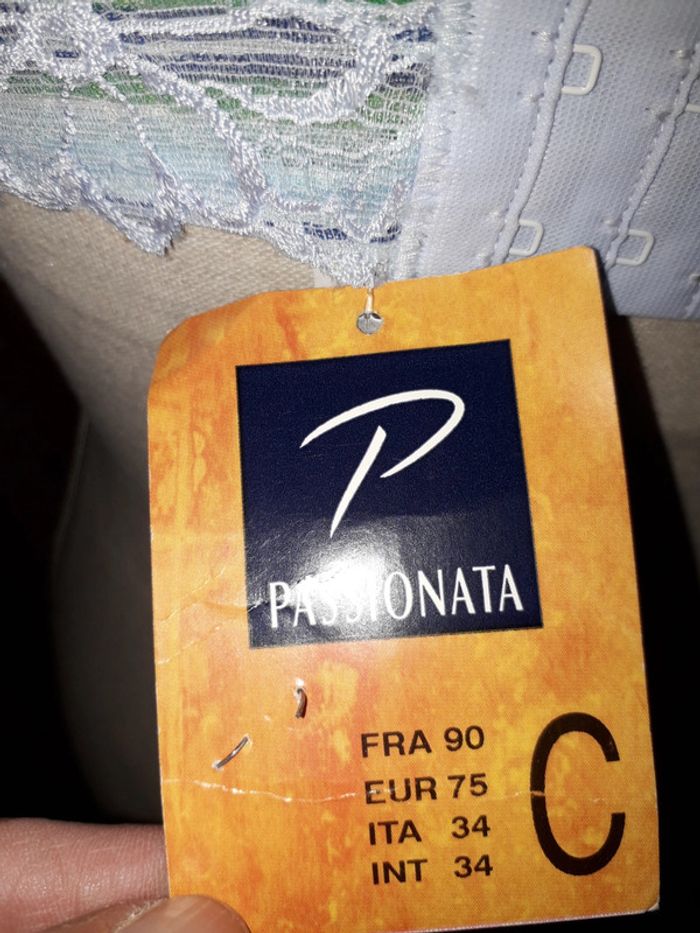 P
PASSIONATA
FRA 90
EUR 75
ITA 34
INT 34
C